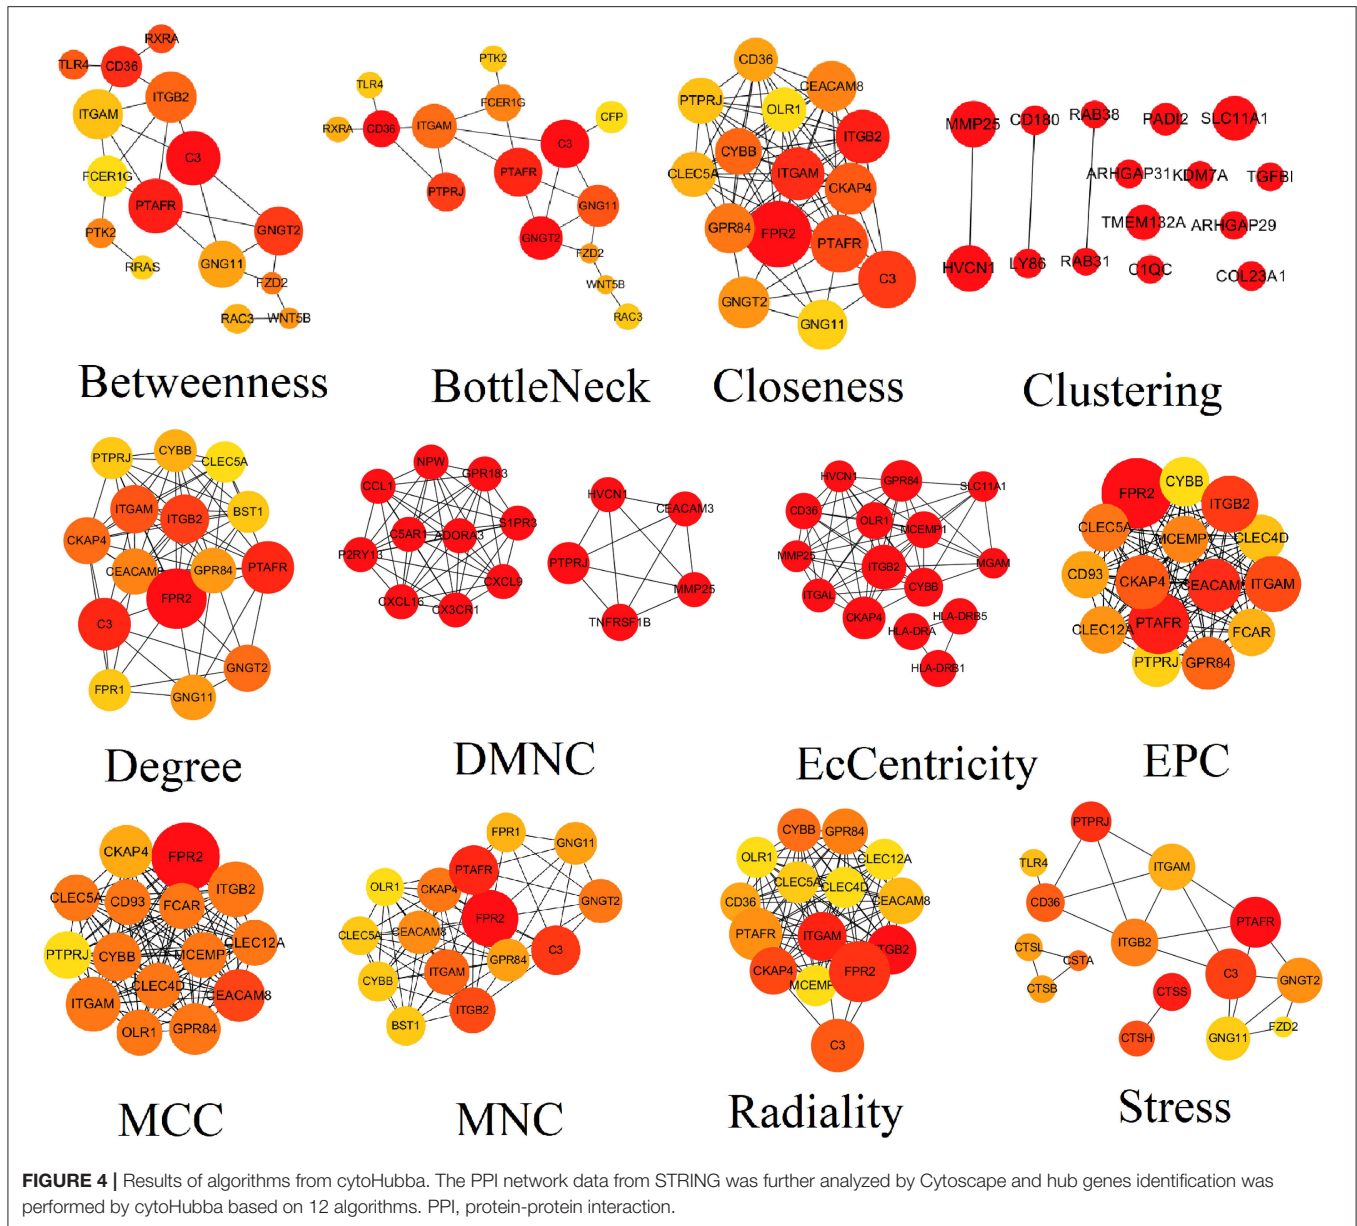 RXRA
TLR4 CD36
ITGB2
ITGAM
C3
FCER1G
PTAFR
PTK2 GNGT2
RRAS GNG11
FZD2
RAC3 WNT5B
Betweenness
PTK2
TLR4
FCER1G
CFP
RXRA CD36 ITGAM
C3
PTAFR
PTPRJ
GNG11
GNGT2
FZD2
WNT5B
RAC3
BottleNeck
CD36
CEACAM8
PTPRJ OLR1
ITGB2
CYBB
CLEC5A ITGAM
CKAP4
GPR84 FPR2
PTAFR
C3
GNGT2
GNG11
Closeness
MMP25 CD180 RAB38 PADI2 SLC11A1
ARHGAP31 KDM7A TGFBI
TMEM132A ARHGAP29
HVCN1 LY86 RAB31 C1QC COL23A1
Clustering
CYBB
PTPRJ CLEC5A
ITGAM ITGB2 BST1
CKAP4
CEACAM8 GPR84 PTAFR
FPR2
C3
GNGT2
FPR1 GNG11
Degree
NPW
GPR183
CCL1
S1PR3
C5AR1 ADORA3
P2RY13
CXCL9
CXCL16 CX3CR1
HVCN1
CEACAM3
PTPRJ
MMP25
TNFRSF1B
DMNC
HVCN1 GPR84 SLC11A1
CD36 OLR1
MCEMP1
MMP25
ITGB2 MGAM
ITGAL CYBB
CKAP4 HLA-DRB5
HLA-DRA
HLA-DRB1
EcCentricity
FPR2 CYBB
ITGB2
CLEC5A
MCEMP1 CLEC4D
CD93 CKAP4
CEACAM8 ITGAM
CLEC12A PTAFR FCAR
PTPRJ GPR84
EPC
CKAP4 FPR2
ITGB2
CLEC5A CD93 FCAR
CLEC12A
PTPRJ CYBB MCEMP1
CLEC4D CEACAM8
ITGAM
OLR1 GPR84
MCC
FPR1
GNG11
PTAFR
OLR1 CKAP4
GNGT2
FPR2
CLEC5A CEACAM8
C3
GPR84
CYBB ITGAM
ITGB2
BST1
MNC
CYBB GPR84
OLR1 CLEC12A
CLEC5A CLEC4D
CD36 CEACAM8
PTAFR ITGAM
ITGB2
CKAP4 FPR2
MCEMP1
C3
Radiality
PTPRJ
TLR4 ITGAM
CD36
PTAFR
ITGB2
CTSL
CSTA C3
CTSB GNGT2
CTSS
CTSH GNG11 FZD2
Stress
FIGURE 4 | Results of algorithms from cytoHubba. The PPI network data from STRING was further analyzed by Cytoscape and hub genes identification was
performed by cytoHubba based on 12 algorithms. PPI, protein-protein interaction.